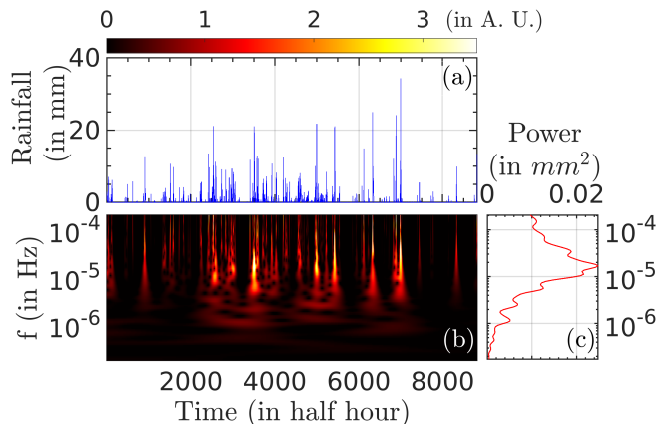 0 1 2 3 (in A. U.)
40
20
0
Rainfall
(in mm)
(a)
Power
(in mm²)
0 0.02
10⁻⁴
10⁻⁵
10⁻⁶
f (in Hz)
(b)
(c)
10⁻⁴
10⁻⁵
10⁻⁶
2000 4000 6000 8000
Time (in half hour)